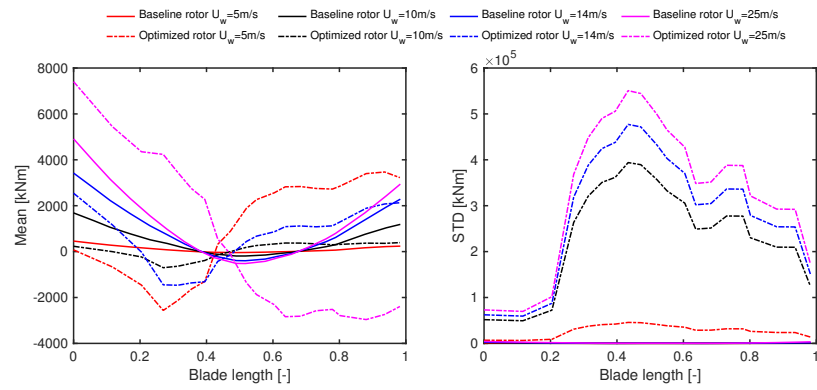 Baseline rotor U_w=5m/s Baseline rotor U_w=10m/s Baseline rotor U_w=14m/s Baseline rotor U_w=25m/s
Optimized rotor U_w=5m/s Optimized rotor U_w=10m/s Optimized rotor U_w=14m/s Optimized rotor U_w=25m/s
Mean [kNm]
8000
6000
4000
2000
0
-2000
-4000
0 0.2 0.4 0.6 0.8 1
Blade length [-]
×10^5
STD [kNm]
6
5
4
3
2
1
0
0 0.2 0.4 0.6 0.8 1
Blade length [-]